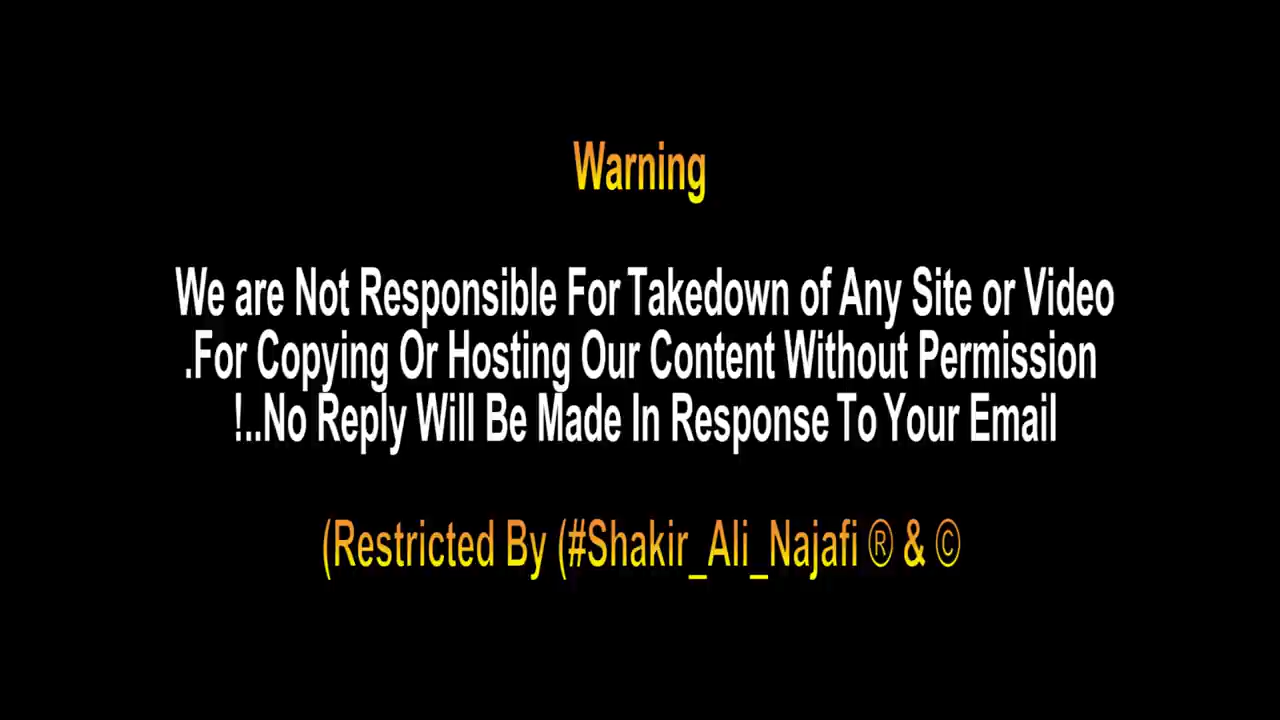 Warning
We are Not Responsible For Takedown of Any Site or Video
.For Copying Or Hosting Our Content Without Permission
!..No Reply Will Be Made In Response To Your Email
(Restricted By (#Shakir_Ali_Najafi ® & ©